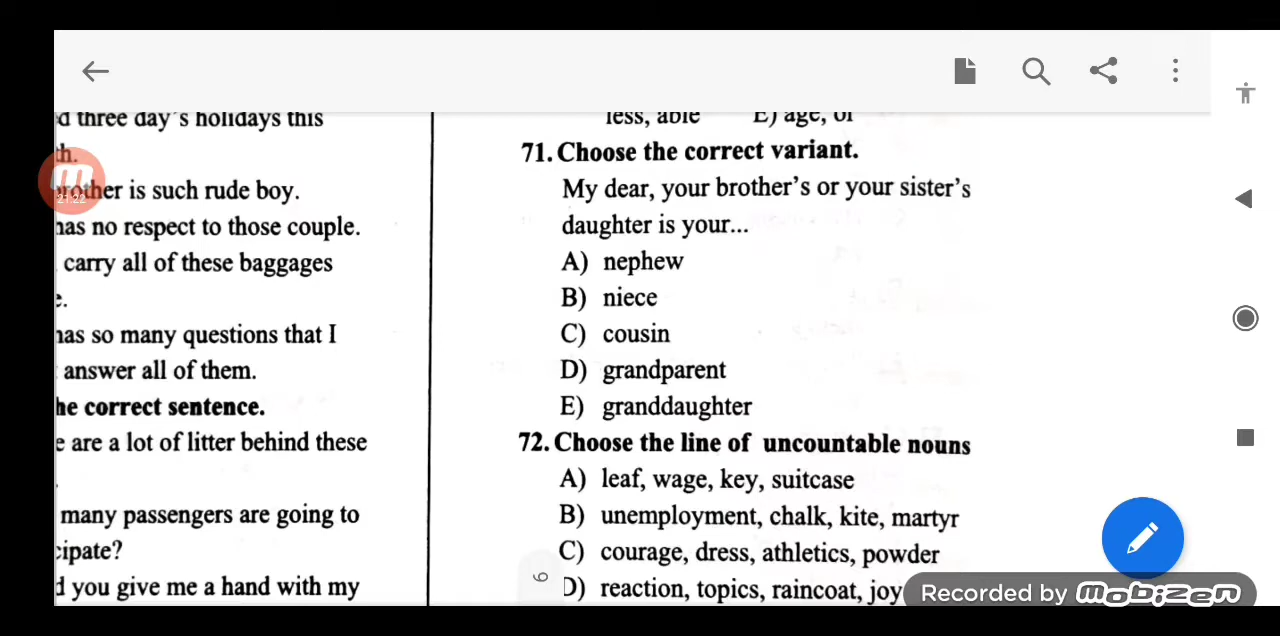 d three day's holidays this
th.
brother is such rude boy.
has no respect to those couple.
carry all of these baggages
e.
has so many questions that I
answer all of them.
he correct sentence.
e are a lot of litter behind these
.
many passengers are going to
cipate?
d you give me a hand with my
less, able E) age, or
71. Choose the correct variant.
My dear, your brother's or your sister's
daughter is your...
A) nephew
B) niece
C) cousin
D) grandparent
E) granddaughter
72. Choose the line of uncountable nouns
A) leaf, wage, key, suitcase
B) unemployment, chalk, kite, martyr
C) courage, dress, athletics, powder
D) reaction, topics, raincoat, joy
21:22
6
Recorded by mobizen